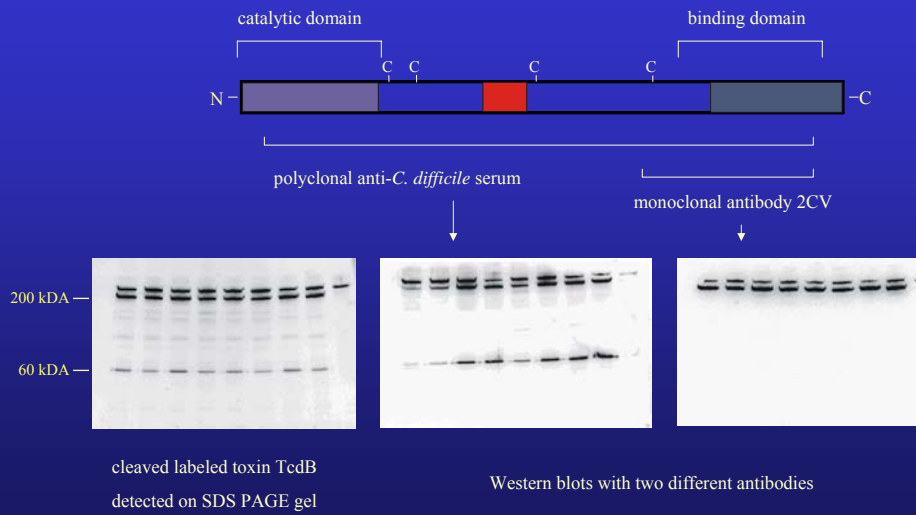 catalytic domain
binding domain
C C C C
N C
polyclonal anti-C. difficile serum
monoclonal antibody 2CV
200 kDA
60 kDA
cleaved labeled toxin TcdB
detected on SDS PAGE gel
Western blots with two different antibodies